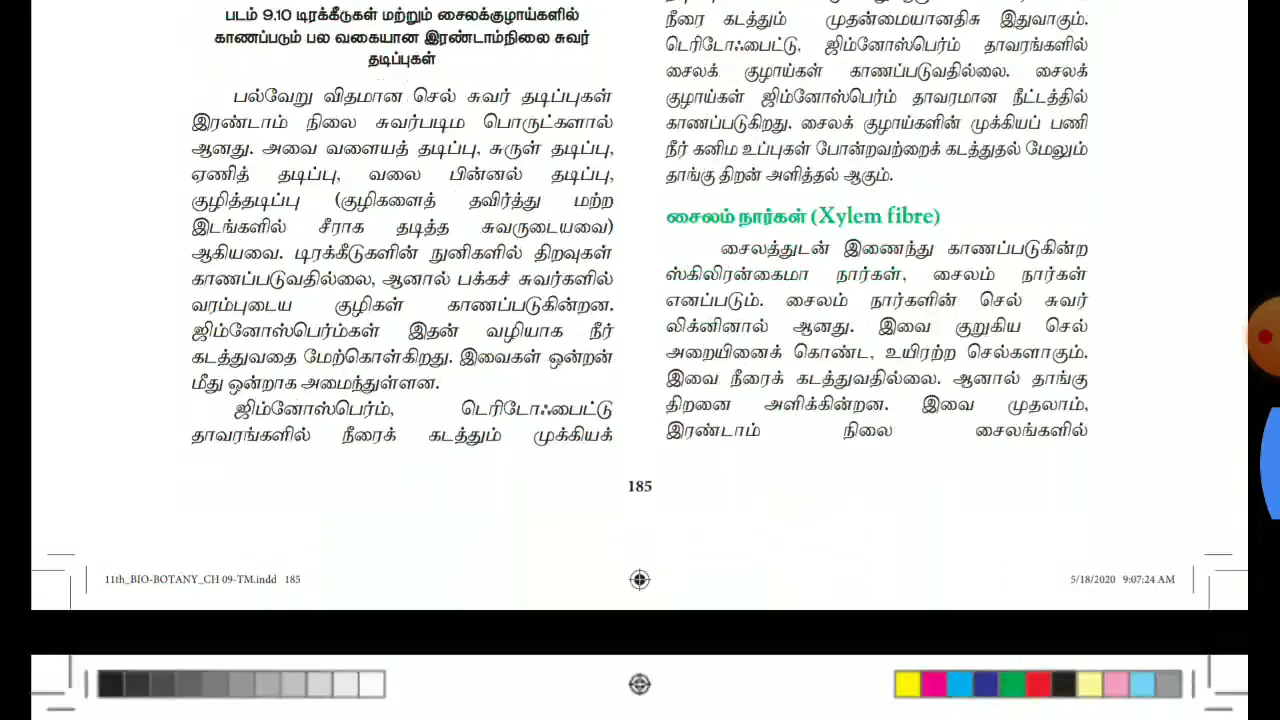 படம் 9.10 டிரக்கீடுகள் மற்றும் சைலக்குழாய்களில்
காணப்படும் பல வகையான இரண்டாம்நிலை சுவர்
தடிப்புகள்
பல்வேறு விதமான செல் சுவர் தடிப்புகள்
இரண்டாம் நிலை சுவர்படிம பொருட்களால்
ஆனது. அவை வளையத் தடிப்பு, சுருள் தடிப்பு,
ஏணித் தடிப்பு, வலை பின்னல் தடிப்பு,
குழித்தடிப்பு (குழிகளைத் தவிர்த்து மற்ற
இடங்களில் சீராக தடித்த சுவருடையவை)
ஆகியவை. டிரக்கீடுகளின் நுனிகளில் திறவுகள்
காணப்படுவதில்லை, ஆனால் பக்கச் சுவர்களில்
வரம்புடைய குழிகள் காணப்படுகின்றன.
ஜிம்னோஸ்பெர்ம்கள் இதன் வழியாக நீர்
கடத்துவதை மேற்கொள்கிறது. இவைகள் ஒன்றன்
மீது ஒன்றாக அமைந்துள்ளன.
ஜிம்னோஸ்பெர்ம், டெரிடோஃபைட்டு
தாவரங்களில் நீரைக் கடத்தும் முக்கியக்
நீரை கடத்தும் முதன்மையானதிசு இதுவாகும்.
டெரிடோஃபைட்டு, ஜிம்னோஸ்பெர்ம் தாவரங்களில்
சைலக் குழாய்கள் காணப்படுவதில்லை. சைலக்
குழாய்கள் ஜிம்னோஸ்பெர்ம் தாவரமான நீட்டத்தில்
காணப்படுகிறது. சைலக் குழாய்களின் முக்கியப் பணி
நீர் கனிம உப்புகள் போன்றவற்றைக் கடத்துதல் மேலும்
தாங்கு திறன் அளித்தல் ஆகும்.
சைலம் நார்கள் (Xylem fibre)
சைலத்துடன் இணைந்து காணப்படுகின்ற
ஸ்கிலிரன்கைமா நார்கள், சைலம் நார்கள்
எனப்படும். சைலம் நார்களின் செல் சுவர்
லிக்னினால் ஆனது. இவை குறுகிய செல்
அறையினைக் கொண்ட, உயிரற்ற செல்களாகும்.
இவை நீரைக் கடத்துவதில்லை. ஆனால் தாங்கு
திறனை அளிக்கின்றன. இவை முதலாம்,
இரண்டாம் நிலை சைலங்களில்
185
11th_BIO-BOTANY_CH 09-TM.indd 185
5/18/2020 9:07:24 AM